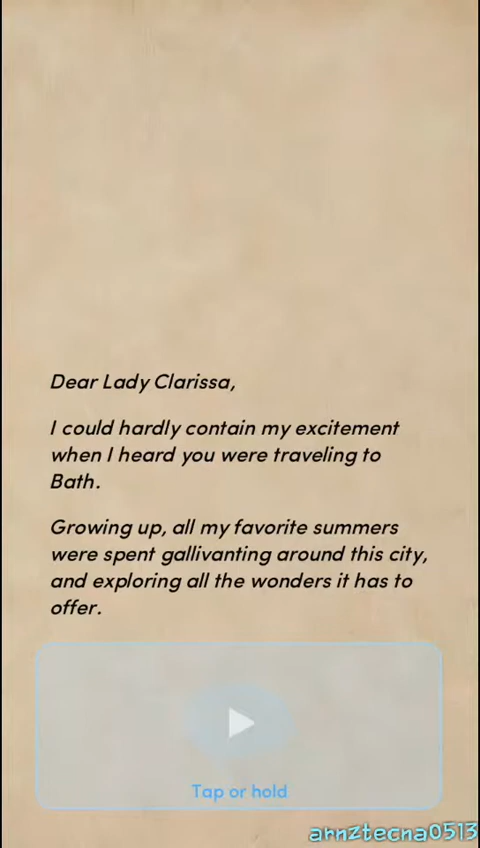 Dear Lady Clarissa,
I could hardly contain my excitement
when I heard you were traveling to
Bath.
Growing up, all my favorite summers
were spent gallivanting around this city,
and exploring all the wonders it has to
offer.
Tap or hold
annztecna0513